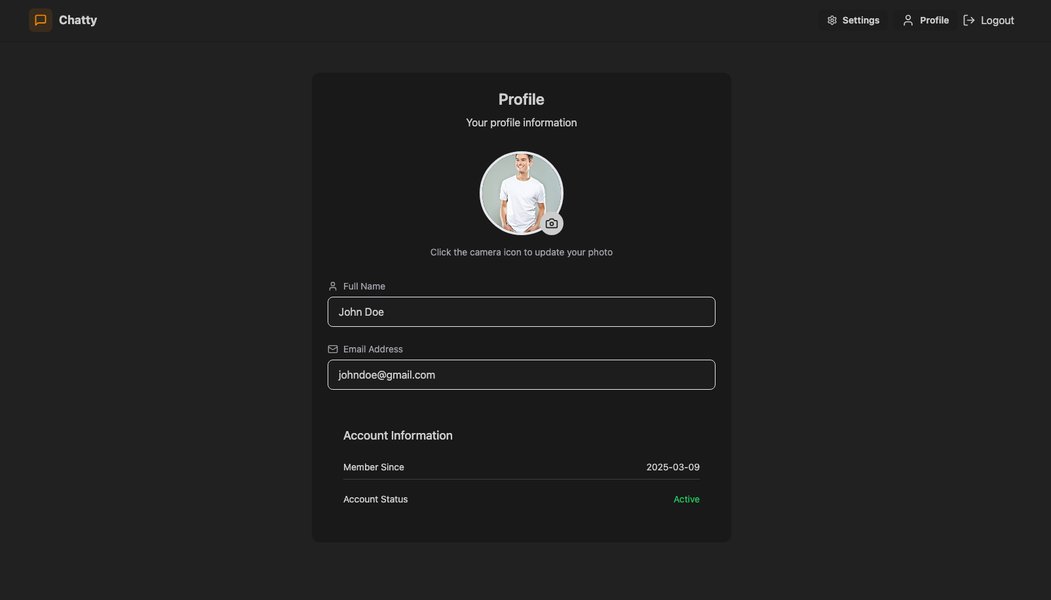 Chatty
Settings
Profile
Logout
Profile
Your profile information
Click the camera icon to update your photo
Full Name
John Doe
Email Address
johndoe@gmail.com
Account Information
Member Since 2025-03-09
Account Status Active